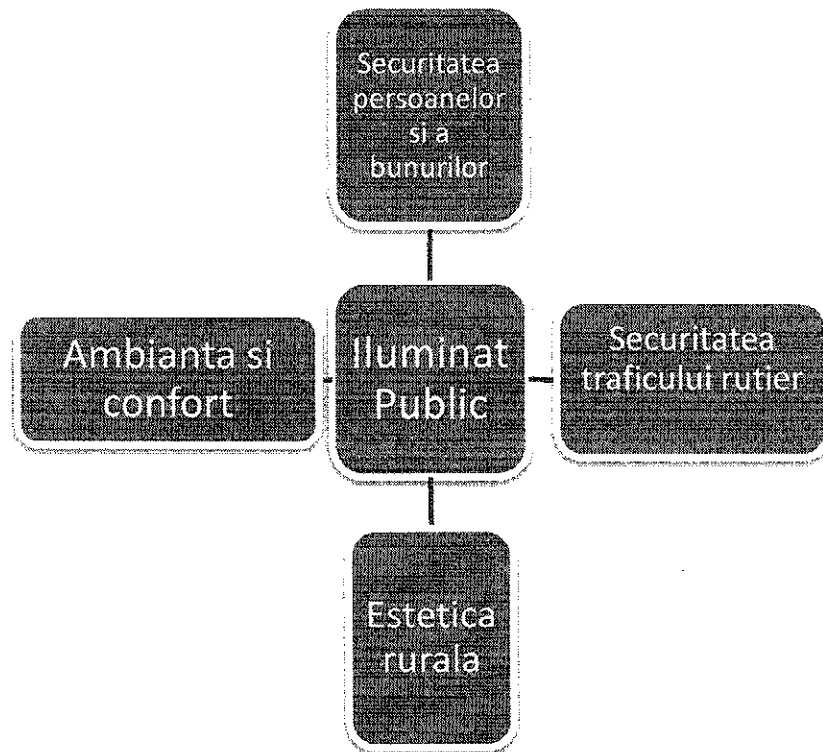 Securitatea
persoanelor
si a
bunurilor
Ambianta si
confort
Iluminat
Public
Securitatea
traficului rutier
Estetica
rurala